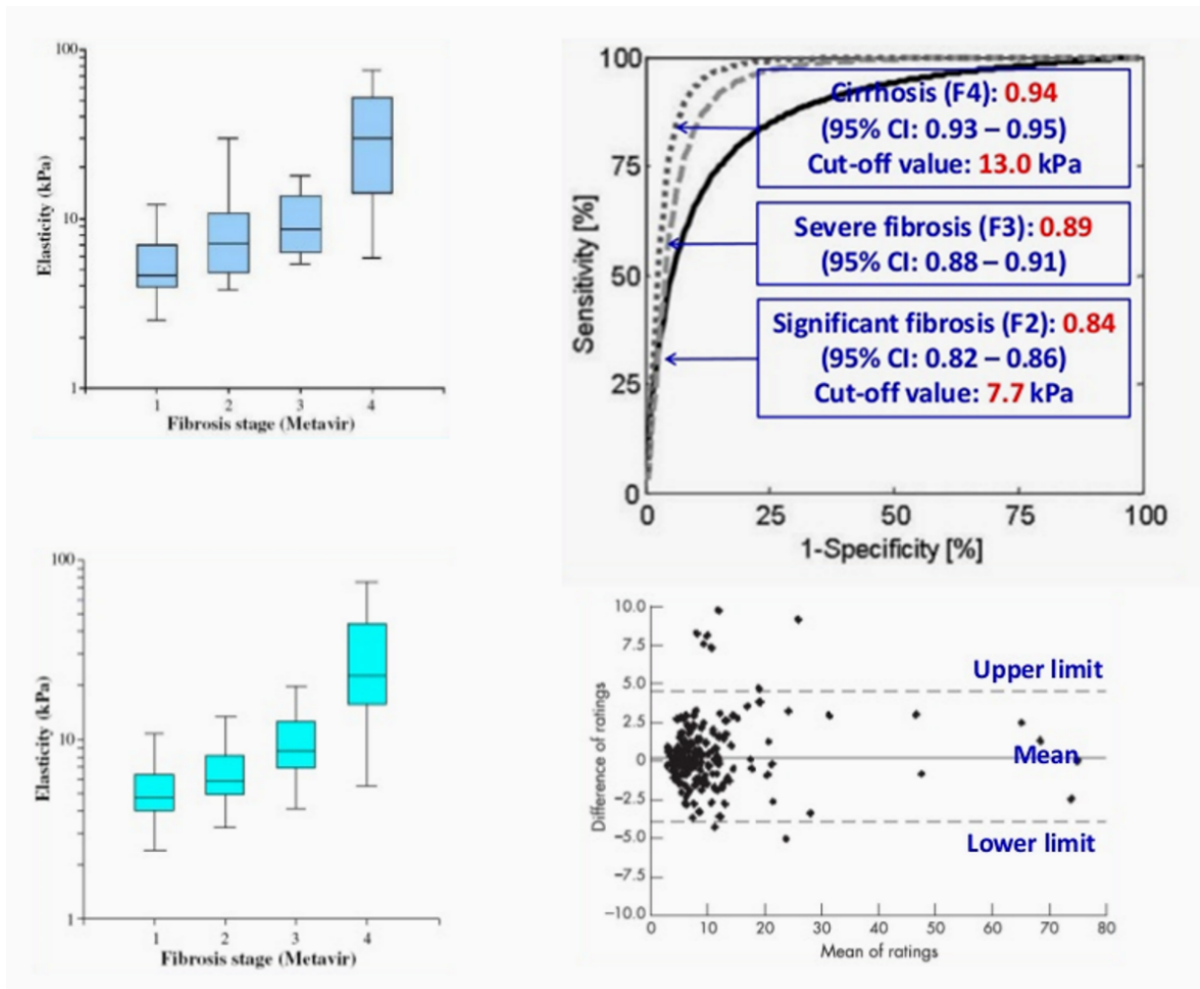 100
10
1
Elasticity (kPa)
1 2 3 4
Fibrosis stage (Metavir)
100
75
50
25
0
Sensitivity [%]
Cirrhosis (F4): 0.94
(95% CI: 0.93 – 0.95)
Cut-off value: 13.0 kPa
Severe fibrosis (F3): 0.89
(95% CI: 0.88 – 0.91)
Significant fibrosis (F2): 0.84
(95% CI: 0.82 – 0.86)
Cut-off value: 7.7 kPa
0 25 50 75 100
1-Specificity [%]
100
10
1
Elasticity (kPa)
1 2 3 4
Fibrosis stage (Metavir)
10.0
7.5
5.0
2.5
0
−2.5
−5.0
−7.5
−10.0
Difference of ratings
Upper limit
Mean
Lower limit
0 10 20 30 40 50 60 70 80
Mean of ratings